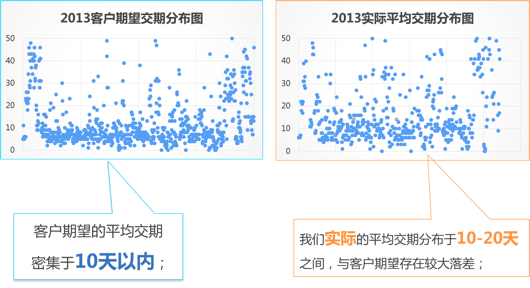 2013客户期望交期分布图
50
40
30
20
10
0
客户期望的平均交期
密集于10天以内；
2013实际平均交期分布图
50
40
30
20
10
0
我们实际的平均交期分布于10-20天
之间，与客户期望存在较大落差；